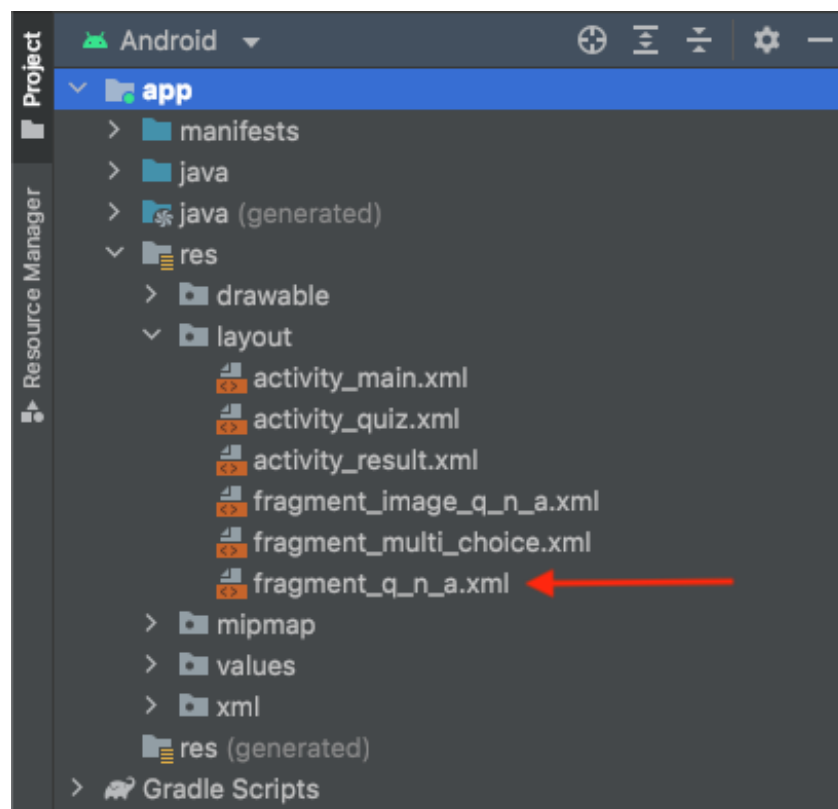 Project
Resource Manager
Android
app
manifests
java
java (generated)
res
drawable
layout
activity_main.xml
activity_quiz.xml
activity_result.xml
fragment_image_q_n_a.xml
fragment_multi_choice.xml
fragment_q_n_a.xml
mipmap
values
xml
res (generated)
Gradle Scripts